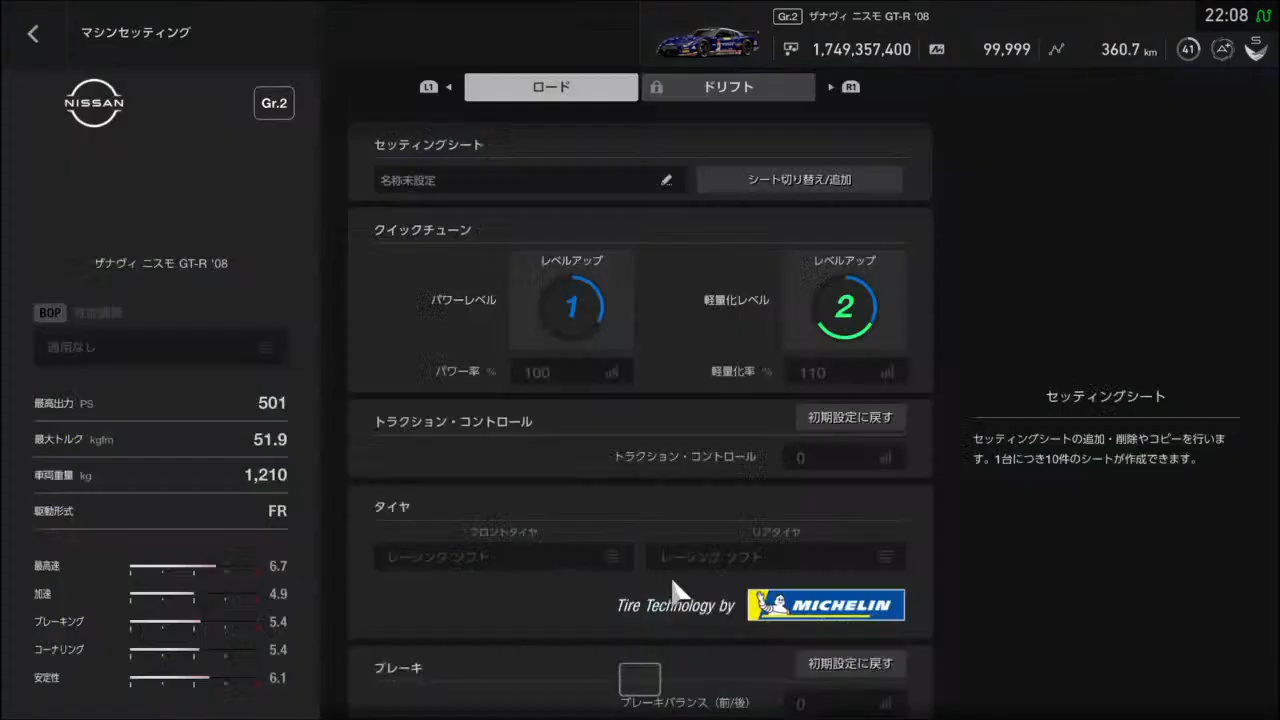 マシンセッティング
Gr.2 ザナヴィ ニスモ GT-R '08
1,749,357,400 99,999 360.7 km 41 A+ S
22:08
NISSAN
Gr.2
ザナヴィ ニスモ GT-R '08
BOP 性能調整
適用なし
最高出力 PS 501
最大トルク kgfm 51.9
車両重量 kg 1,210
駆動形式 FR
最高速 6.7
加速 4.9
ブレーキング 5.4
コーナリング 5.4
安定性 6.1
L1 ロード ドリフト R1
セッティングシート
名称未設定 シート切り替え/追加
クイックチューン
レベルアップ レベルアップ
パワーレベル 1 軽量化レベル 2
パワー率 % 100 軽量化率 % 110
トラクション・コントロール 初期設定に戻す
トラクション・コントロール 0
タイヤ
フロントタイヤ リアタイヤ
レーシング ソフト レーシング ソフト
Tire Technology by MICHELIN
ブレーキ 初期設定に戻す
ブレーキバランス（前/後） 0
セッティングシート
セッティングシートの追加・削除やコピーを行いま
す。1台につき10件のシートが作成できます。